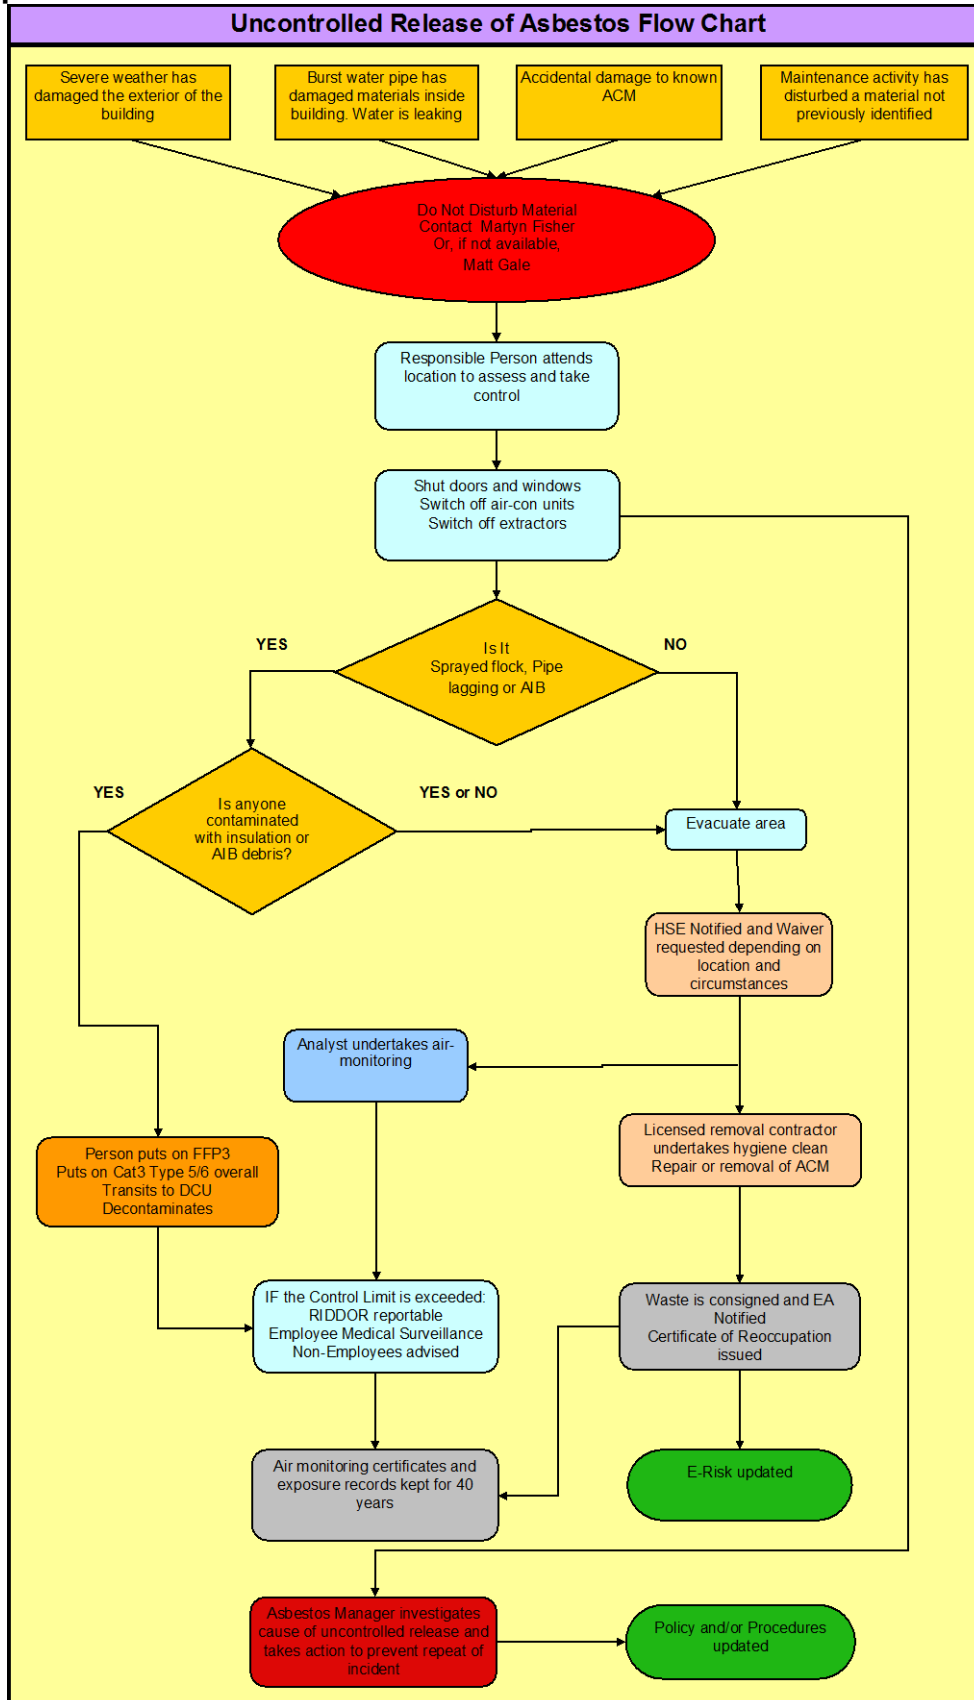 Uncontrolled Release of Asbestos Flow Chart
Severe weather has
damaged the exterior of the
building
Burst water pipe has
damaged materials inside
building. Water is leaking
Accidental damage to known
ACM
Maintenance activity has
disturbed a material not
previously identified
Do Not Disturb Material
Contact Martyn Fisher
Or, if not available,
Matt Gale
Responsible Person attends
location to assess and take
control
Shut doors and windows
Switch off air-con units
Switch off extractors
YES
Is It
Sprayed flock, Pipe
lagging or AIB
NO
YES
Is anyone
contaminated
with insulation or
AIB debris?
YES or NO
Evacuate area
HSE Notified and Waiver
requested depending on
location and
circumstances
Analyst undertakes air-
monitoring
Licensed removal contractor
undertakes hygiene clean
Repair or removal of ACM
Person puts on FFP3
Puts on Cat3 Type 5/6 overall
Transits to DCU
Decontaminates
IF the Control Limit is exceeded:
RIDDOR reportable
Employee Medical Surveillance
Non-Employees advised
Waste is consigned and EA
Notified
Certificate of Reoccupation
issued
Air monitoring certificates and
exposure records kept for 40
years
E-Risk updated
Asbestos Manager investigates
cause of uncontrolled release and
takes action to prevent repeat of
incident
Policy and/or Procedures
updated